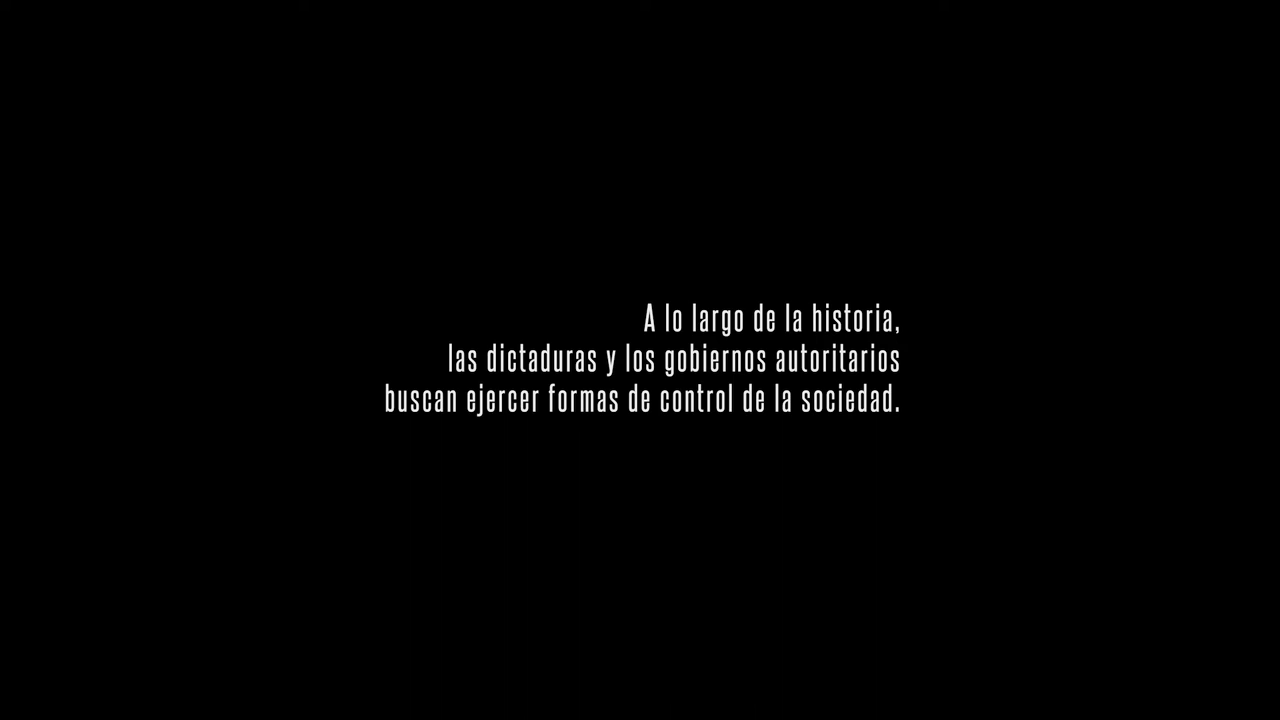 A lo largo de la historia,
las dictaduras y los gobiernos autoritarios
buscan ejercer formas de control de la sociedad.